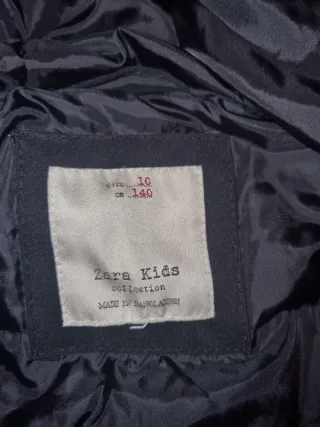 size ..... 10
cm ..... 140
Zara Kids
collection
MADE IN BANGLADESH